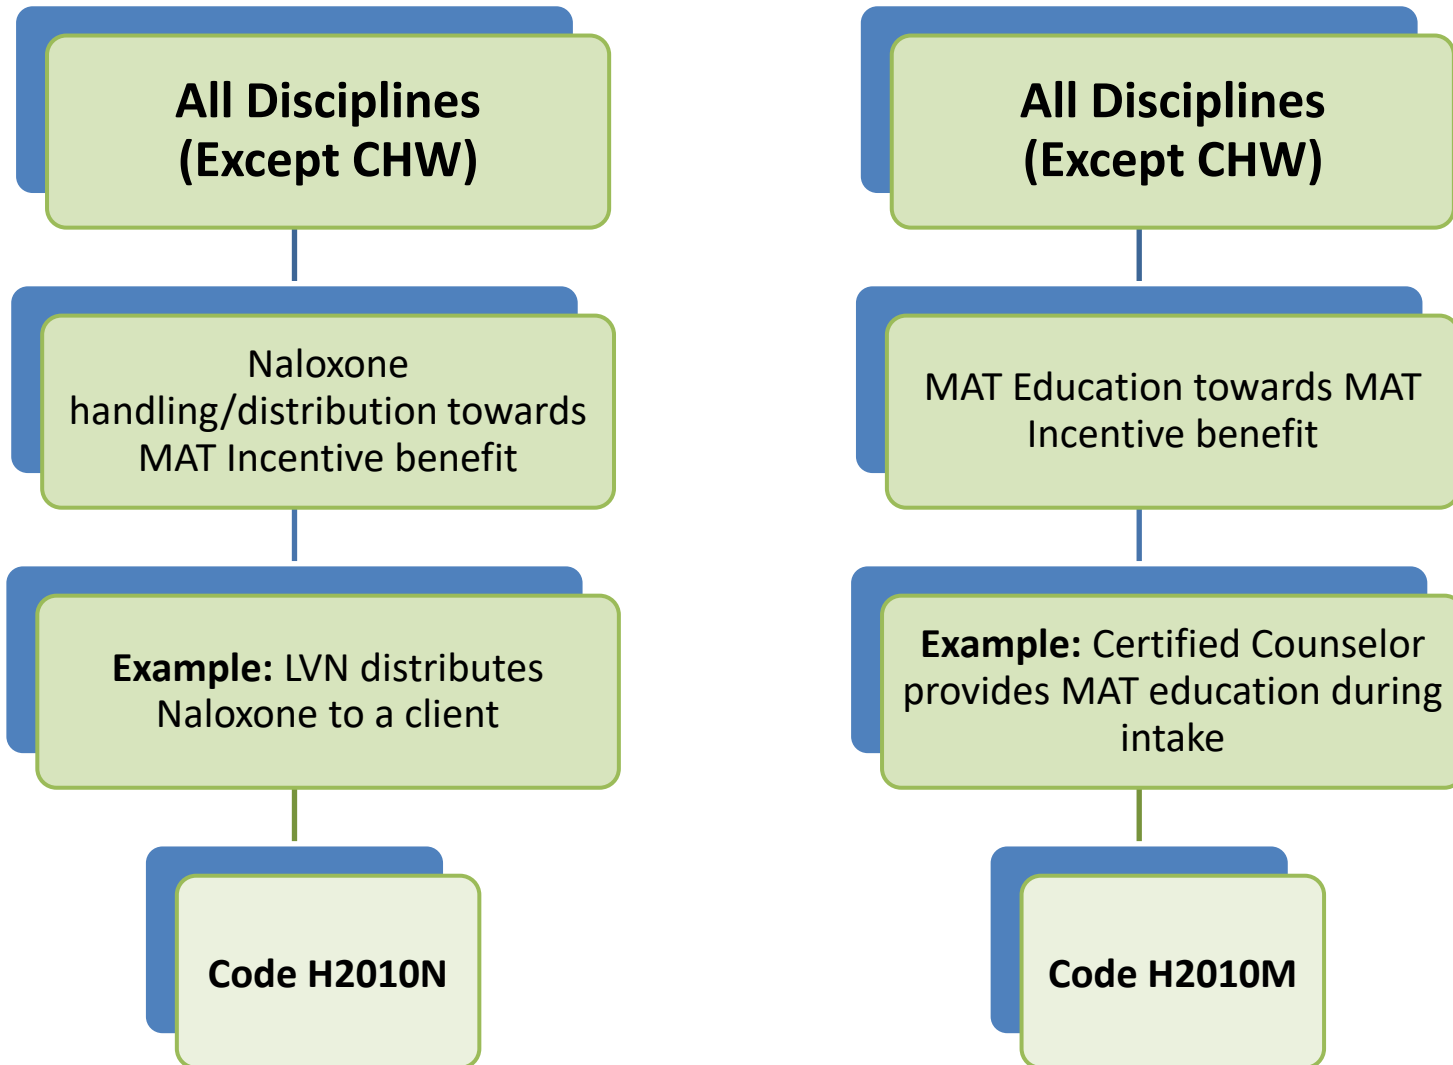 All Disciplines
(Except CHW)
Naloxone
handling/distribution towards
MAT Incentive benefit
Example: LVN distributes
Naloxone to a client
Code H2010N
All Disciplines
(Except CHW)
MAT Education towards MAT
Incentive benefit
Example: Certified Counselor
provides MAT education during
intake
Code H2010M